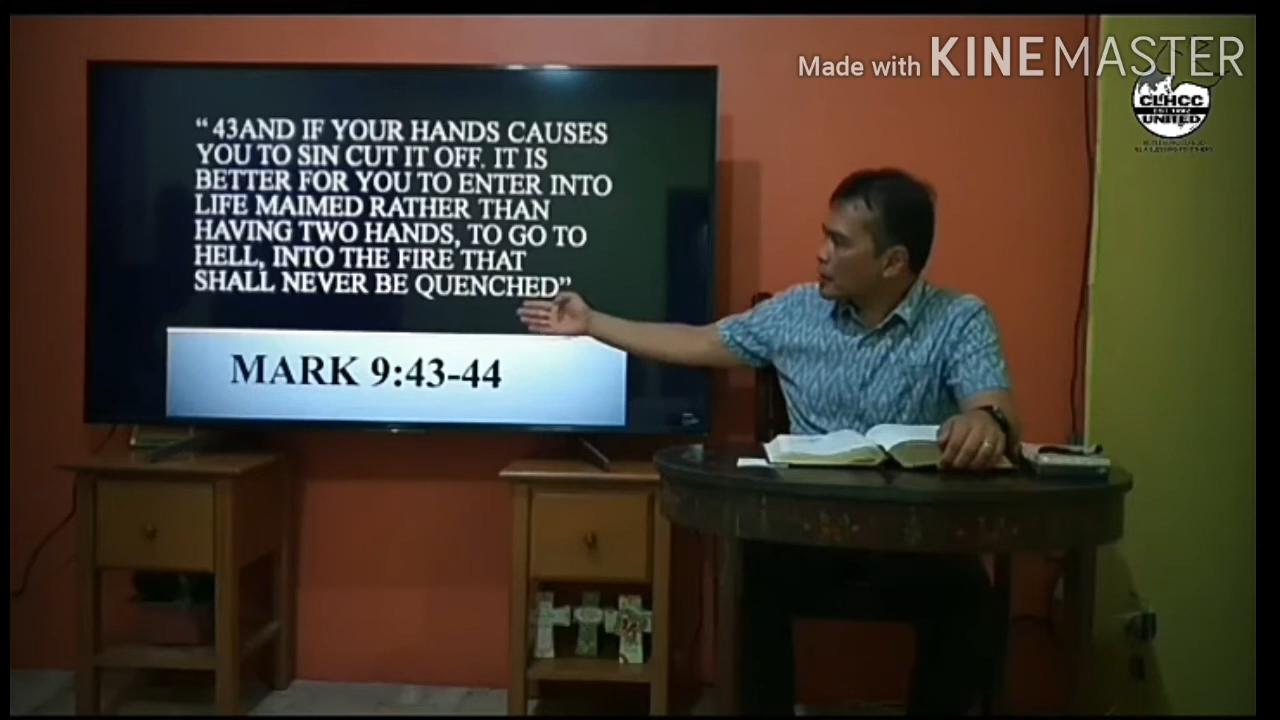 Made with KINEMASTER
CLHCC
UNITED
“ 43AND IF YOUR HANDS CAUSES
YOU TO SIN CUT IT OFF. IT IS
BETTER FOR YOU TO ENTER INTO
LIFE MAIMED RATHER THAN
HAVING TWO HANDS, TO GO TO
HELL, INTO THE FIRE THAT
SHALL NEVER BE QUENCHED”
MARK 9:43-44